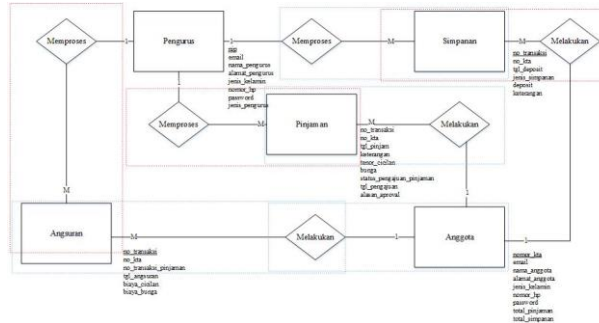 Memproses
1
Pengurus
1
Memproses
M
Simpanan
M
Melakukan
email
nama_pengurus
alamat_pengurus
jenis_kelamin
nomor_hp
password
jenis_pengurus
no_transaksi
no_kta
tgl_deposit
jenis_simpanan
deposit
keterangan
1
Memproses
M
Pinjaman
M
Melakukan
no_transaksi
no_kta
tgl_pinjam
keterangan
tenor_cicilan
bunga
status_pengajuan_pinjaman
tgl_pengajuan
alasan_aproval
M
1
Angsuran
M
Melakukan
1
Anggota
1
no_transaksi
no_kta
no_transaksi_pinjaman
tgl_angsuran
biaya_cicilan
biaya_bunga
nomor_kta
email
nama_anggota
alamat_anggota
jenis_kelamin
nomor_hp
password
total_pinjaman
total_simpanan